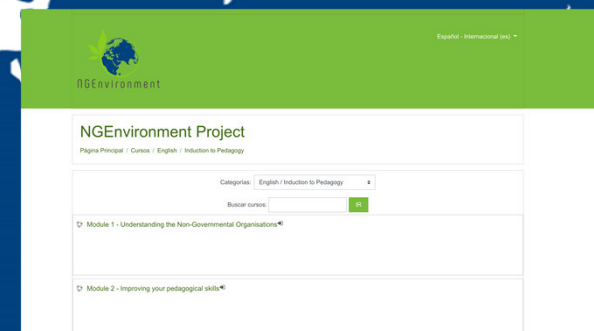 Español - Internacional (es)
NGEnvironment
NGEnvironment Project
Página Principal / Cursos / English / Induction to Pedagogy
Categorías: English / Induction to Pedagogy
Buscar cursos: IR
Module 1 - Understanding the Non-Governmental Organisations
Module 2 - Improving your pedagogical skills